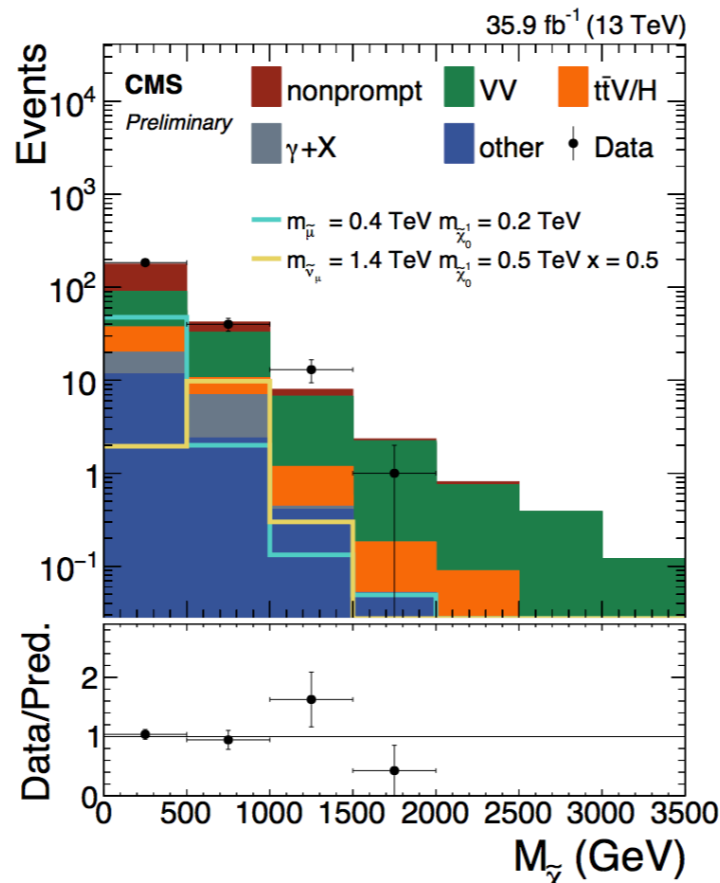 35.9 fb⁻¹ (13 TeV)
Events
10⁴
10³
10²
10
1
10⁻¹
CMS
Preliminary
nonprompt VV tt̄V/H
γ+X other Data
m_μ̃ = 0.4 TeV m_χ̃₀¹ = 0.2 TeV
m_ν̃_μ = 1.4 TeV m_χ̃₀¹ = 0.5 TeV x = 0.5
Data/Pred.
2
1
0
0 500 1000 1500 2000 2500 3000 3500
M_χ̃ (GeV)